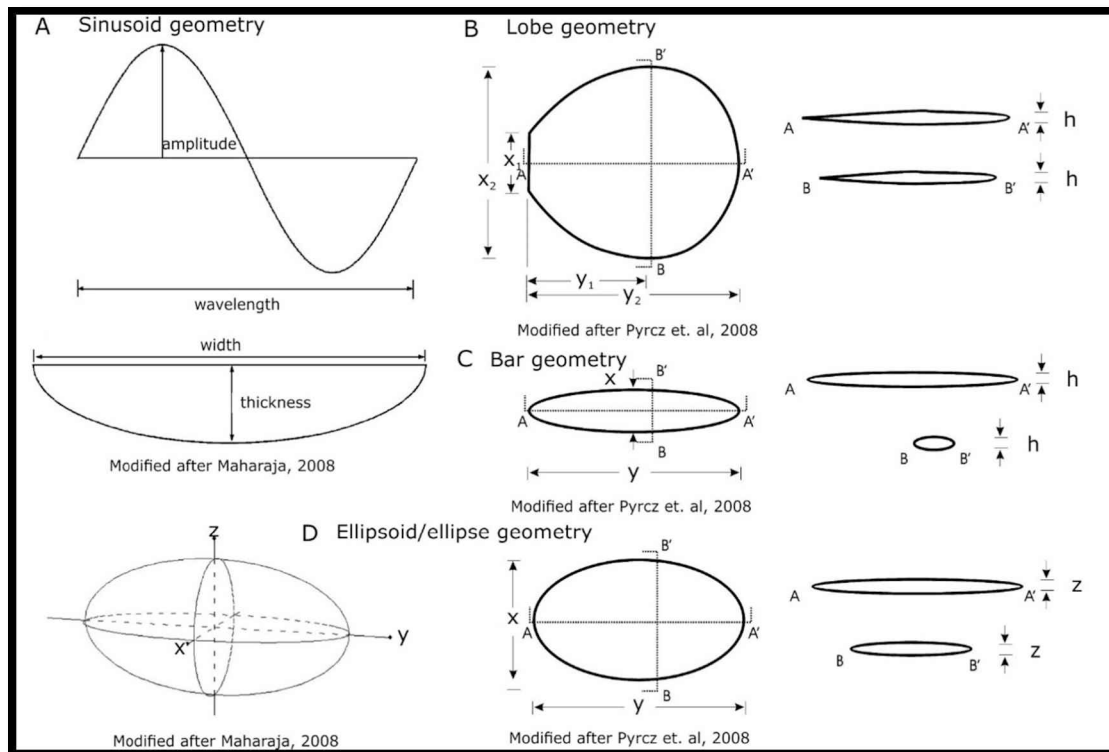 A Sinusoid geometry
amplitude
wavelength
width
thickness
Modified after Maharaja, 2008
B Lobe geometry
B'
x₁
x₂
A
A'
B
y₁
y₂
A
A'
h
B
B'
h
Modified after Pyrcz et. al, 2008
C Bar geometry
x
B'
A
A'
B
y
A
A'
h
B
B'
h
Modified after Pyrcz et. al, 2008
D Ellipsoid/ellipse geometry
z
y
x
Modified after Maharaja, 2008
B'
x
A
A'
B
y
A
A'
z
B
B'
z
Modified after Pyrcz et. al, 2008